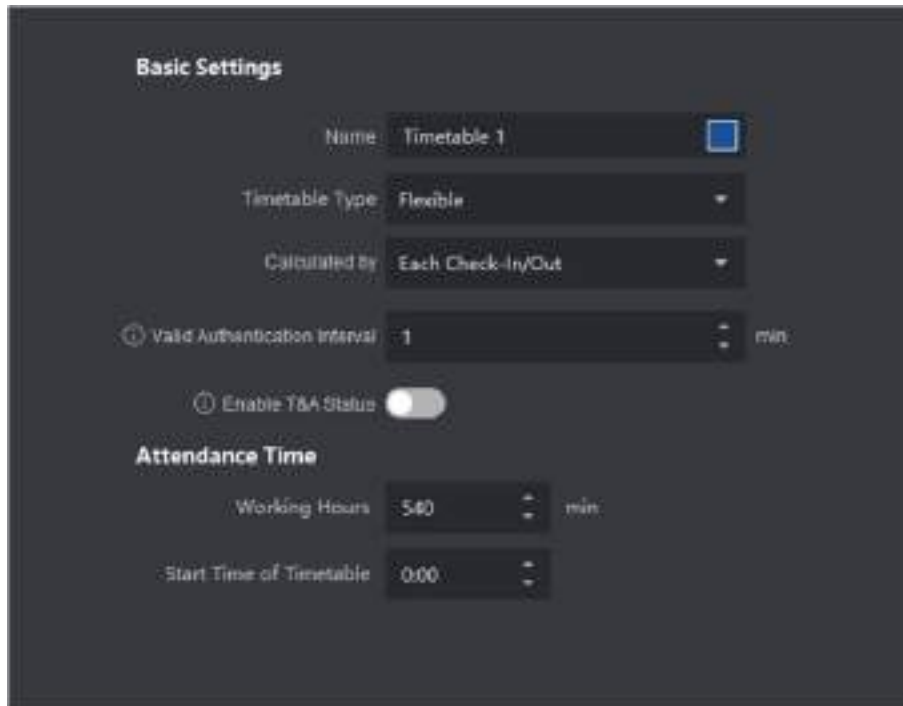 Basic Settings
Name Timetable 1
Timetable Type Flexible
Calculated by Each Check-In/Out
Valid Authentication Interval 1 min
Enable T&A Status
Attendance Time
Working Hours 540 min
Start Time of Timetable 0:00